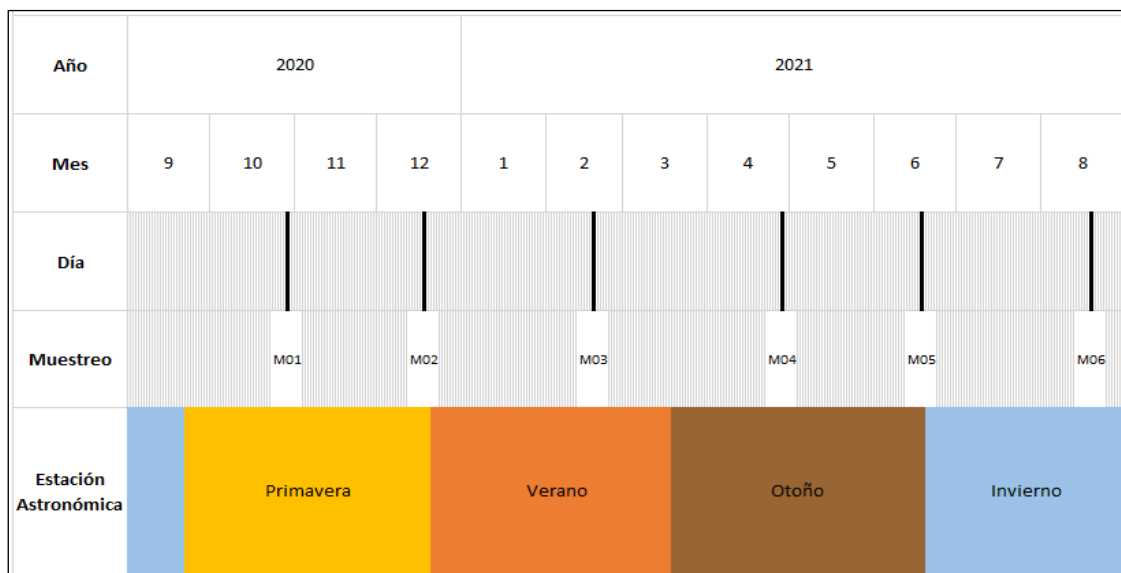 Año 2020 2021
Mes 9 10 11 12 1 2 3 4 5 6 7 8
Día
Muestreo M01 M02 M03 M04 M05 M06
Estación
Astronómica
Primavera Verano Otoño Invierno